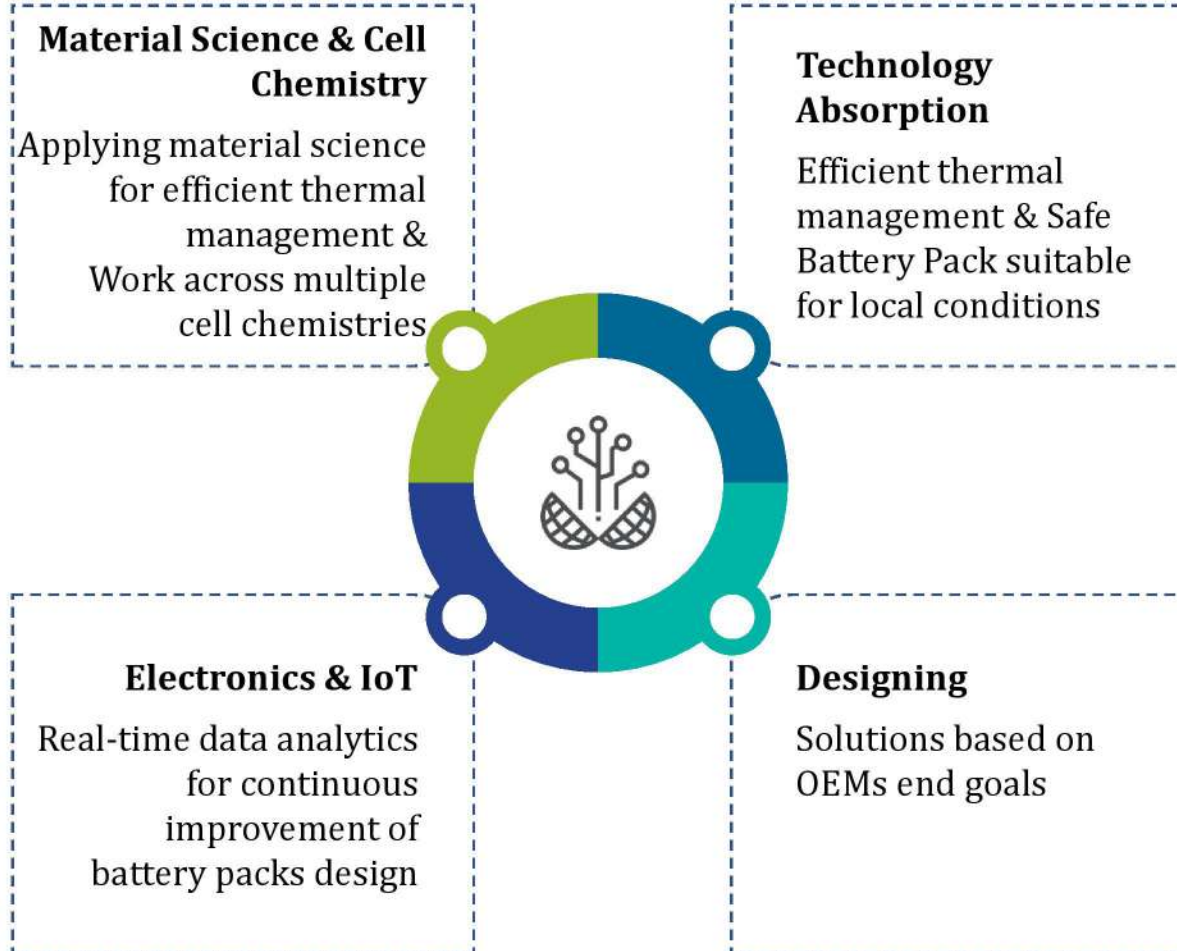 Material Science & Cell
Chemistry
Applying material science
for efficient thermal
management &
Work across multiple
cell chemistries
Technology
Absorption
Efficient thermal
management & Safe
Battery Pack suitable
for local conditions
Electronics & IoT
Real-time data analytics
for continuous
improvement of
battery packs design
Designing
Solutions based on
OEMs end goals